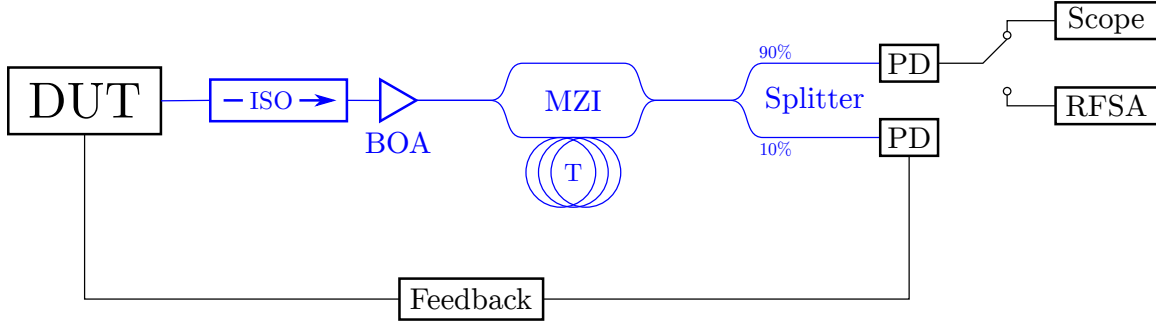 Scope
90%
DUT
ISO
PD
MZI
Splitter
RFSA
BOA
10%
PD
T
Feedback